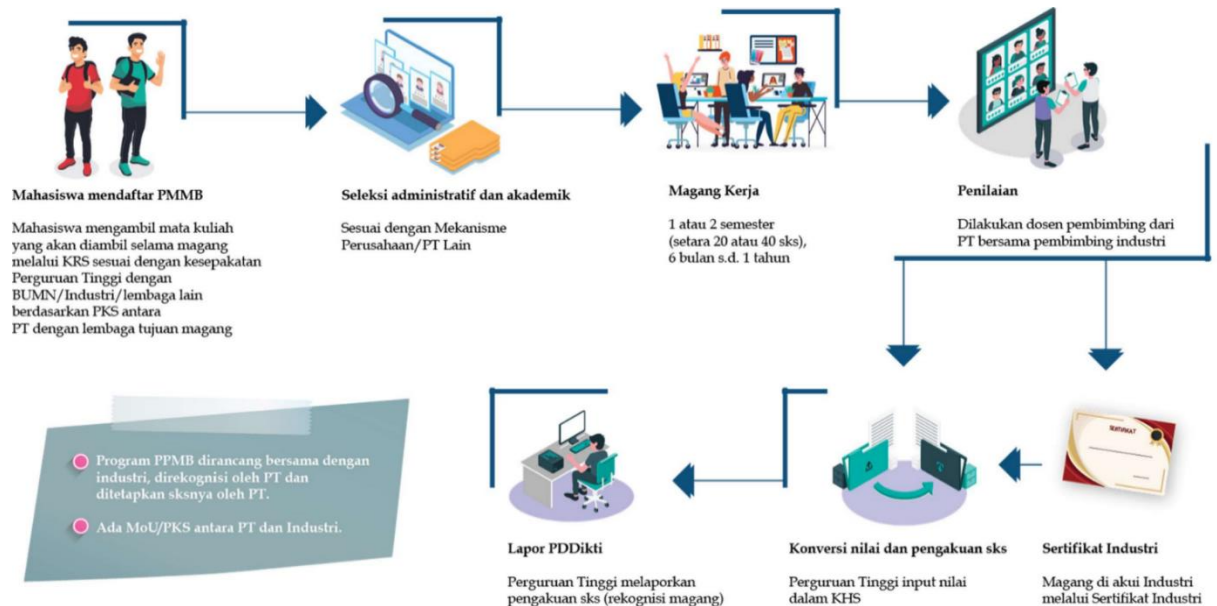 Mahasiswa mendaftar PMMB
Mahasiswa mengambil mata kuliah
yang akan diambil selama magang
melalui KRS sesuai dengan kesepakatan
Perguruan Tinggi dengan
BUMN/Industri/lembaga lain
berdasarkan PKS antara
PT dengan lembaga tujuan magang
Seleksi administratif dan akademik
Sesuai dengan Mekanisme
Perusahaan/PT Lain
Magang Kerja
1 atau 2 semester
(setara 20 atau 40 sks),
6 bulan s.d. 1 tahun
Penilaian
Dilakukan dosen pembimbing dari
PT bersama pembimbing industri
SERTIFIKAT
Sertifikat Industri
Magang di akui Industri
melalui Sertifikat Industri
Konversi nilai dan pengakuan sks
Perguruan Tinggi input nilai
dalam KHS
Lapor PDDikti
Perguruan Tinggi melaporkan
pengakuan sks (rekognisi magang)
Program PPMB dirancang bersama dengan
industri, direkognisi oleh PT dan
ditetapkan sksnya oleh PT.
Ada MoU/PKS antara PT dan Industri.